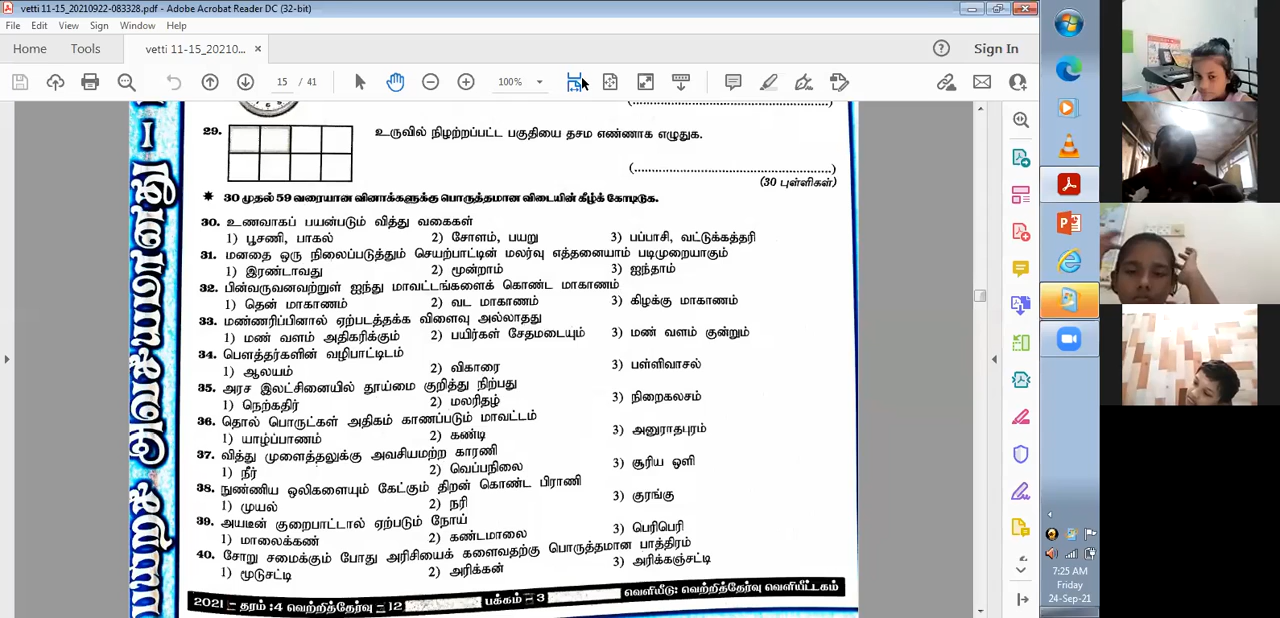 vetti 11-15_20210922-083328.pdf - Adobe Acrobat Reader DC (32-bit)
File Edit View Sign Window Help
Home Tools vetti 11-15_20210... × Sign In
15 / 41 100%
29. உருவில் நிழற்றப்பட்ட பகுதியை தசம எண்ணாக எழுதுக.
(.......................................................)
(30 புள்ளிகள்)
* 30 முதல் 59 வரையான வினாக்களுக்கு பொருத்தமான விடையின் கீழ்க் கோடிடுக.
30. உணவாகப் பயன்படும் வித்து வகைகள்
1) பூசணி, பாகல் 2) சோளம், பயறு 3) பப்பாசி, வட்டுக்கத்தரி
31. மனதை ஒரு நிலைப்படுத்தும் செயற்பாட்டின் மலர்வு எத்தனையாம் படிமுறையாகும்
1) இரண்டாவது 2) மூன்றாம் 3) ஐந்தாம்
32. பின்வருவனவற்றுள் ஐந்து மாவட்டங்களைக் கொண்ட மாகாணம்
1) தென் மாகாணம் 2) வட மாகாணம் 3) கிழக்கு மாகாணம்
33. மண்ணரிப்பினால் ஏற்படத்தக்க விளைவு அல்லாதது
1) மண் வளம் அதிகரிக்கும் 2) பயிர்கள் சேதமடையும் 3) மண் வளம் குன்றும்
34. பௌத்தர்களின் வழிபாட்டிடம்
1) ஆலயம் 2) விகாரை 3) பள்ளிவாசல்
35. அரச இலட்சினையில் தூய்மை குறித்து நிற்பது
1) நெற்கதிர் 2) மலரிதழ் 3) நிறைகலசம்
36. தொல் பொருட்கள் அதிகம் காணப்படும் மாவட்டம்
1) யாழ்ப்பாணம் 2) கண்டி 3) அனுராதபுரம்
37. வித்து முளைத்தலுக்கு அவசியமற்ற காரணி
1) நீர் 2) வெப்பநிலை 3) சூரிய ஒளி
38. நுண்ணிய ஒலிகளையும் கேட்கும் திறன் கொண்ட பிராணி
1) முயல் 2) நரி 3) குரங்கு
39. அயடீன் குறைபாட்டால் ஏற்படும் நோய்
1) மாலைக்கண் 2) கண்டமாலை 3) பெரிபெரி
40. சோறு சமைக்கும் போது அரிசியைக் களைவதற்கு பொருத்தமான பாத்திரம்
1) மூடுசட்டி 2) அரிக்கன் 3) அரிக்கஞ்சட்டி
2021 - தரம் :4 வெற்றித்தேர்வு - 12 பக்கம் - 3 வெளியீடு: வெற்றித்தேர்வு வெளியீட்டகம்
7:25 AM
Friday
24-Sep-21